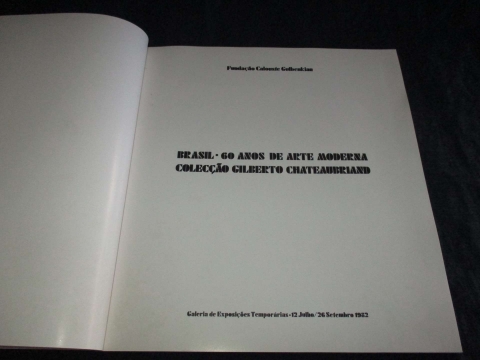 Fundação Calouste Gulbenkian
BRASIL • 60 ANOS DE ARTE MODERNA
COLECÇÃO GILBERTO CHATEAUBRIAND
Galeria de Exposições Temporárias • 12 Julho / 26 Setembro 1982